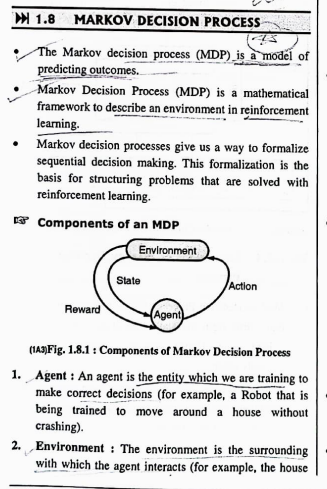 1.8 MARKOV DECISION PROCESS
• The Markov decision process (MDP) is a model of
predicting outcomes.
• Markov Decision Process (MDP) is a mathematical
framework to describe an environment in reinforcement
learning.
• Markov decision processes give us a way to formalize
sequential decision making. This formalization is the
basis for structuring problems that are solved with
reinforcement learning.
Components of an MDP
Environment
State
Action
Reward
Agent
(1A3)Fig. 1.8.1 : Components of Markov Decision Process
1. Agent : An agent is the entity which we are training to
make correct decisions (for example, a Robot that is
being trained to move around a house without
crashing).
2. Environment : The environment is the surrounding
with which the agent interacts (for example, the house